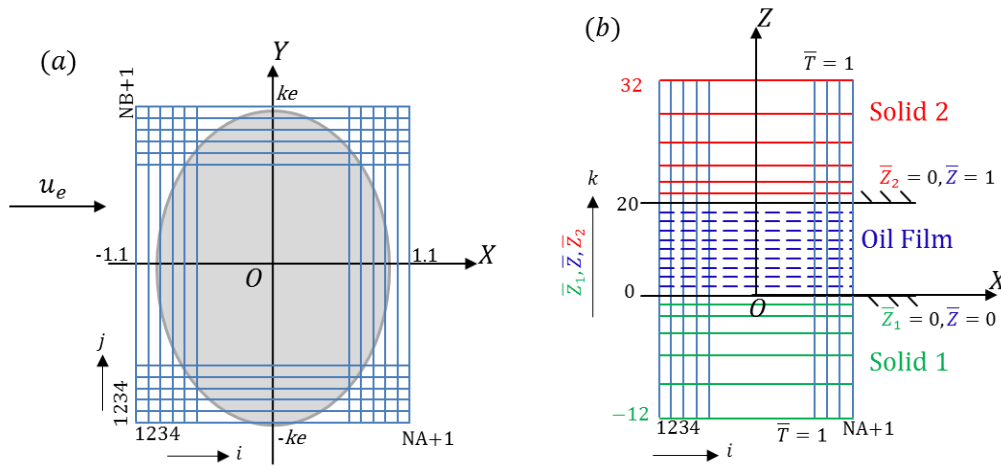 (a)
Y
NB+1
ke
u_e
-1.1
1.1
X
O
j
1234
1234
i
-ke
NA+1
(b)
Z
T̅ = 1
32
Solid 2
Z̅₂ = 0, Z̅ = 1
k
20
Oil Film
Z̅₁, Z̅, Z̅₂
0
O
X
Z̅₁ = 0, Z̅ = 0
Solid 1
−12
1234
i
T̅ = 1
NA+1